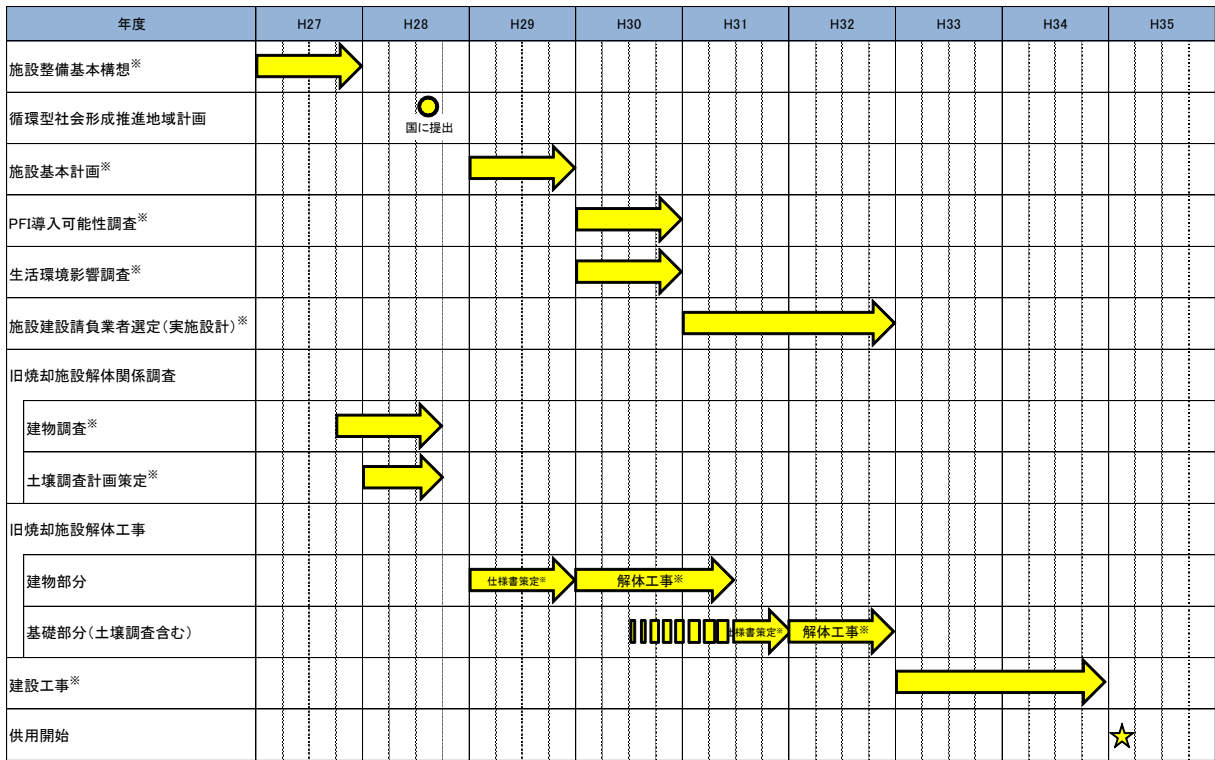 年度 H27 H28 H29 H30 H31 H32 H33 H34 H35
施設整備基本構想※
循環型社会形成推進地域計画
国に提出
施設基本計画※
PFI導入可能性調査※
生活環境影響調査※
施設建設請負業者選定(実施設計)※
旧焼却施設解体関係調査
建物調査※
土壌調査計画策定※
旧焼却施設解体工事
建物部分 仕様書策定※ 解体工事※
基礎部分(土壌調査含む) 仕様書策定※ 解体工事※
建設工事※
供用開始